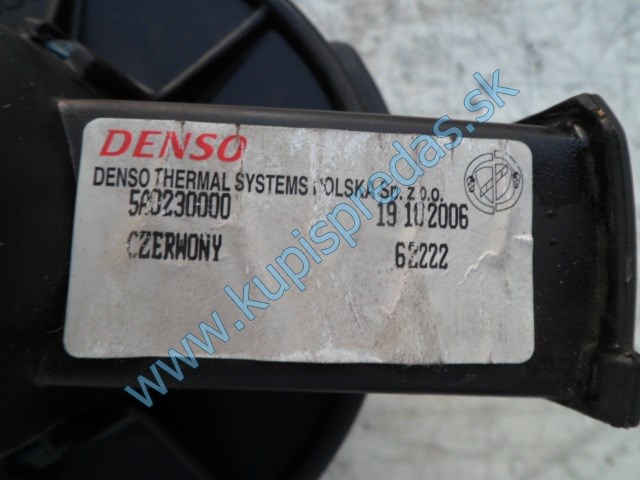 DENSO
DENSO THERMAL SYSTEMS POLSKA Sp. z o.o.
5A0230000 19 10 2006
CZERWONY 62222
www.kupispredas.sk